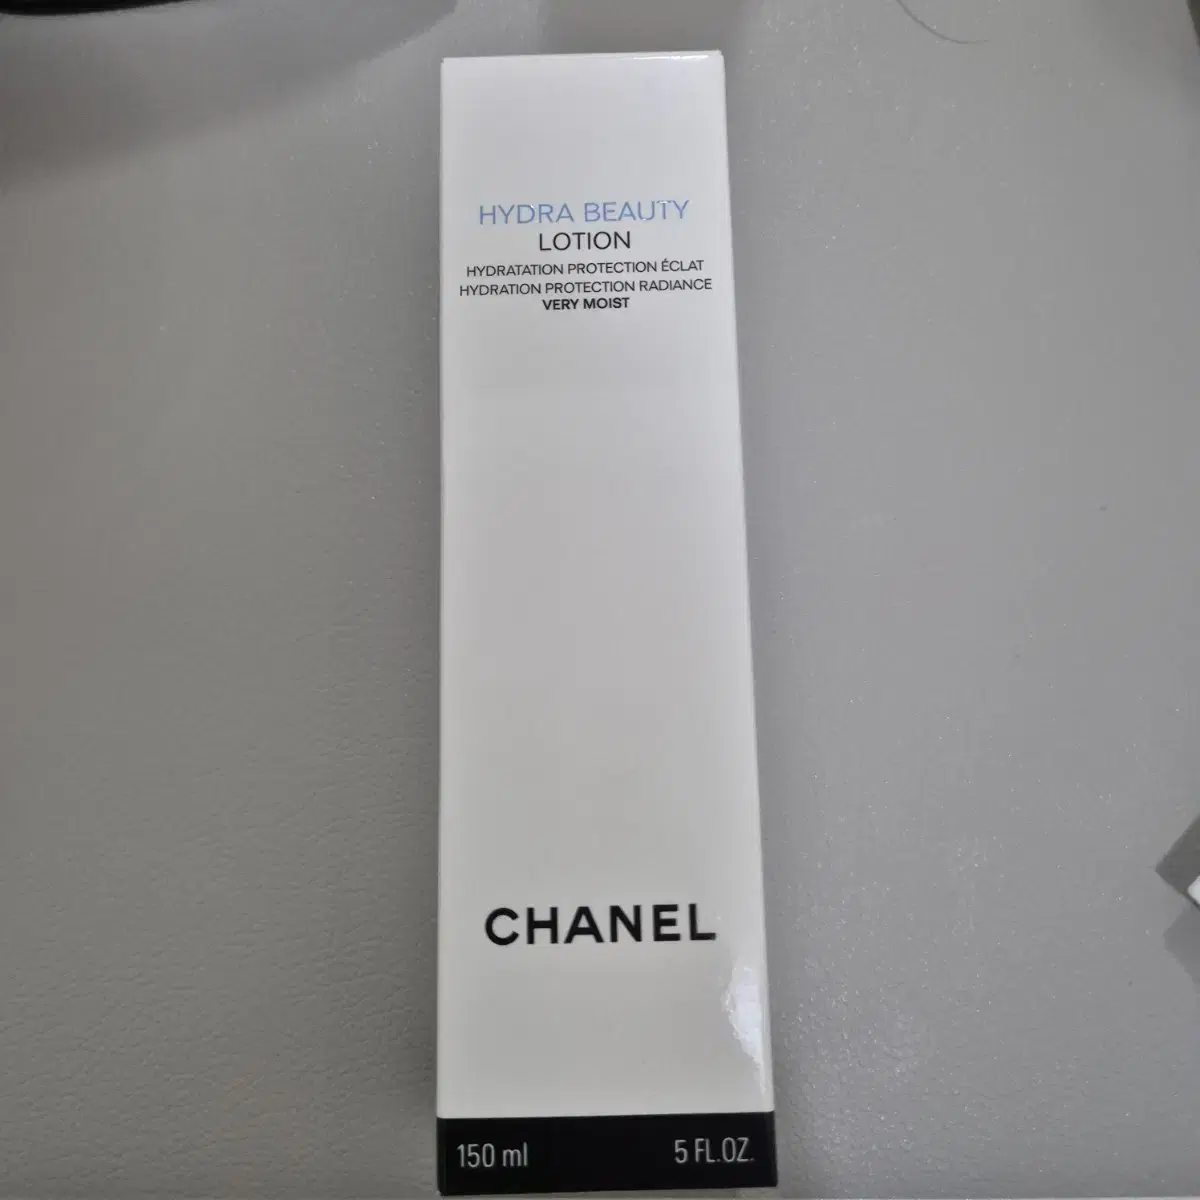 HYDRA BEAUTY
LOTION
HYDRATATION PROTECTION ÉCLAT
HYDRATION PROTECTION RADIANCE
VERY MOIST
CHANEL
150 ml 5 FL.OZ.